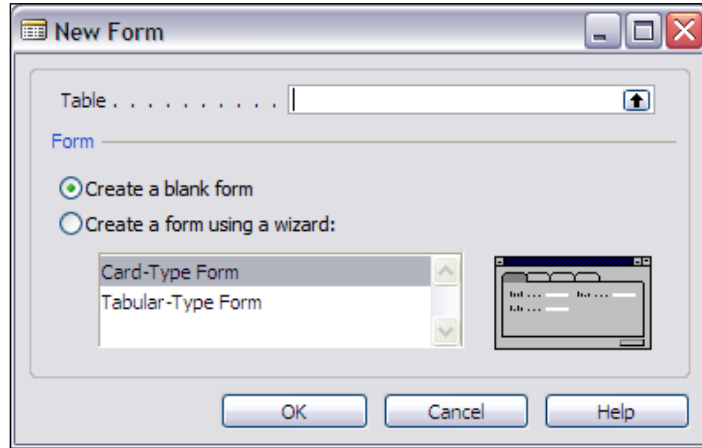 New Form
Table . . . . . . . . . .
Form
Create a blank form
Create a form using a wizard:
Card-Type Form
Tabular-Type Form
OK Cancel Help